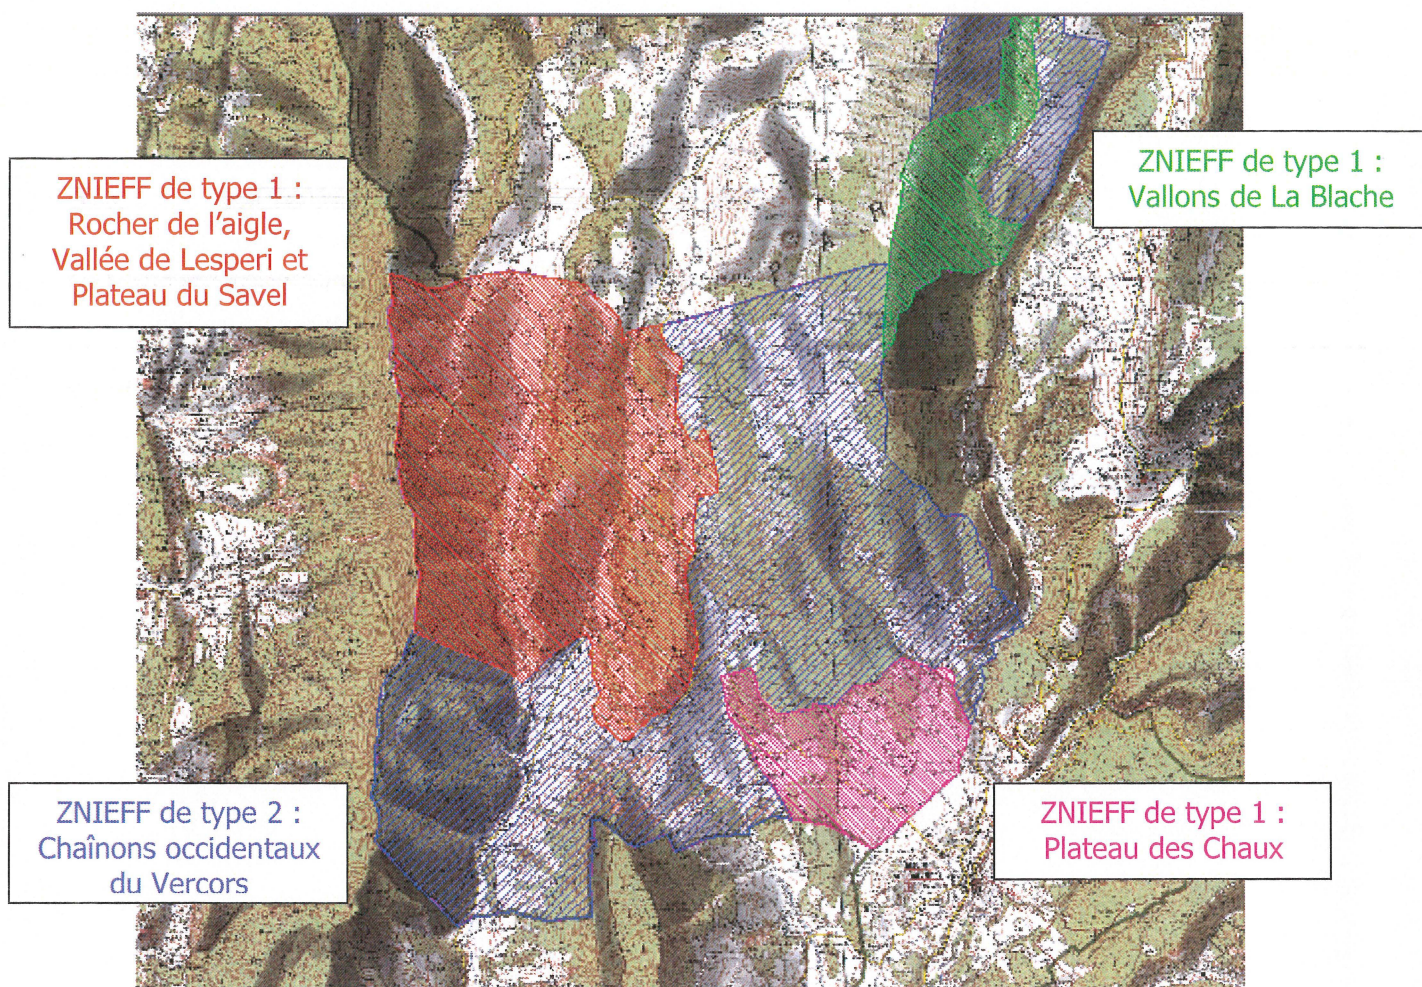 ZNIEFF de type 1 :
Rocher de l'aigle,
Vallée de Lesperi et
Plateau du Savel
ZNIEFF de type 1 :
Vallons de La Blache
ZNIEFF de type 2 :
Chaînons occidentaux
du Vercors
ZNIEFF de type 1 :
Plateau des Chaux